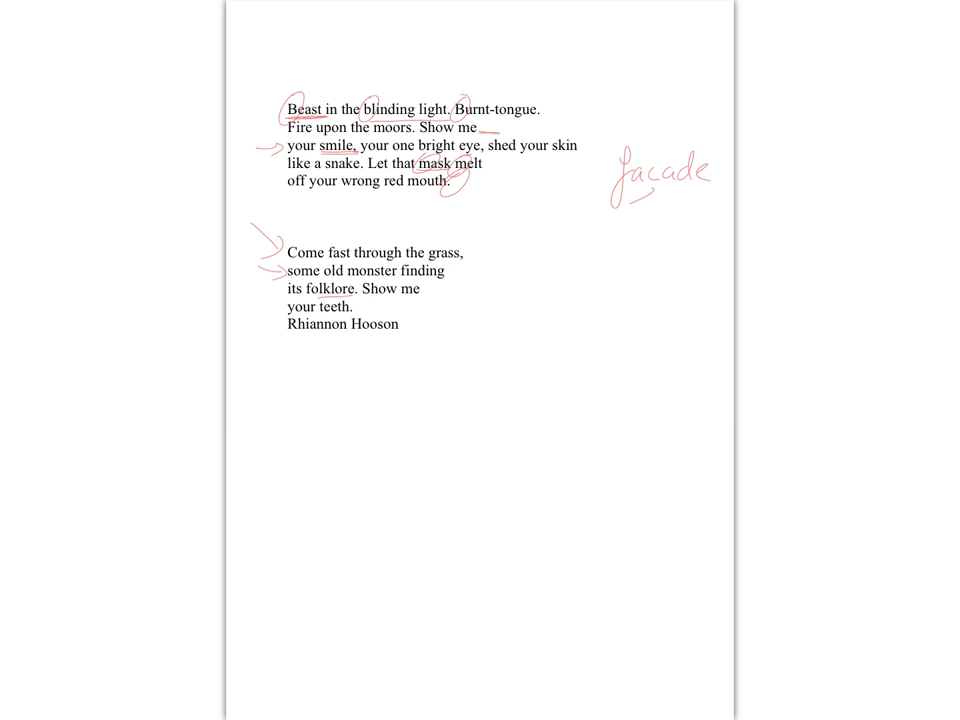 Beast in the blinding light. Burnt-tongue.
Fire upon the moors. Show me
your smile, your one bright eye, shed your skin
like a snake. Let that mask melt
façade
off your wrong red mouth.
Come fast through the grass,
some old monster finding
its folklore. Show me
your teeth.
Rhiannon Hooson